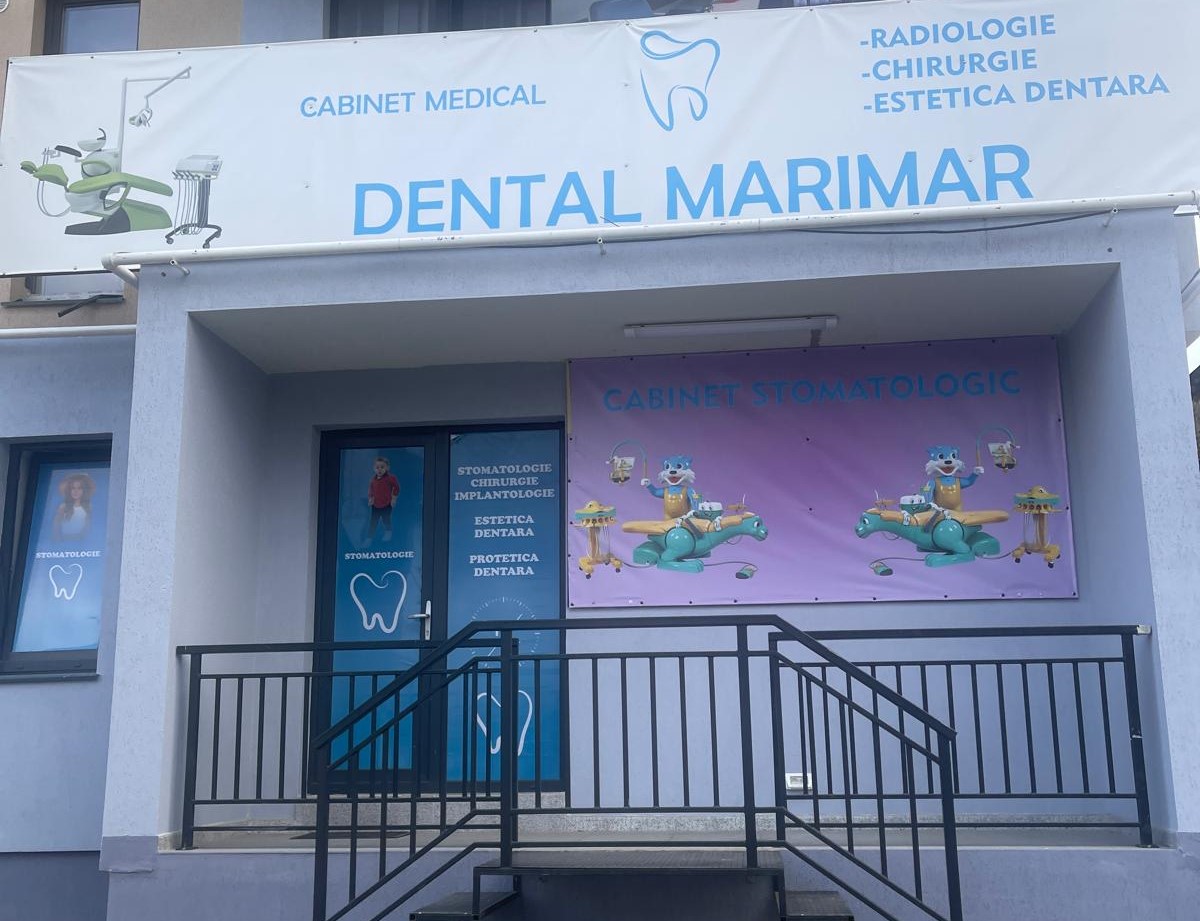 CABINET MEDICAL
-RADIOLOGIE
-CHIRURGIE
-ESTETICA DENTARA
DENTAL MARIMAR
CABINET STOMATOLOGIC
STOMATOLOGIE
STOMATOLOGIE
STOMATOLOGIE
CHIRURGIE
IMPLANTOLOGIE
ESTETICA
DENTARA
PROTETICA
DENTARA